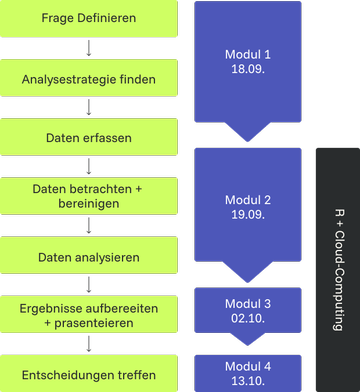 Frage Definieren
Analysestrategie finden
Daten erfassen
Daten betrachten +
bereinigen
Daten analysieren
Ergebnisse aufbereeiten
+ prasenteieren
Entscheidungen treffen
Modul 1
18.09.
Modul 2
19.09.
Modul 3
02.10.
Modul 4
13.10.
R + Cloud-Computing